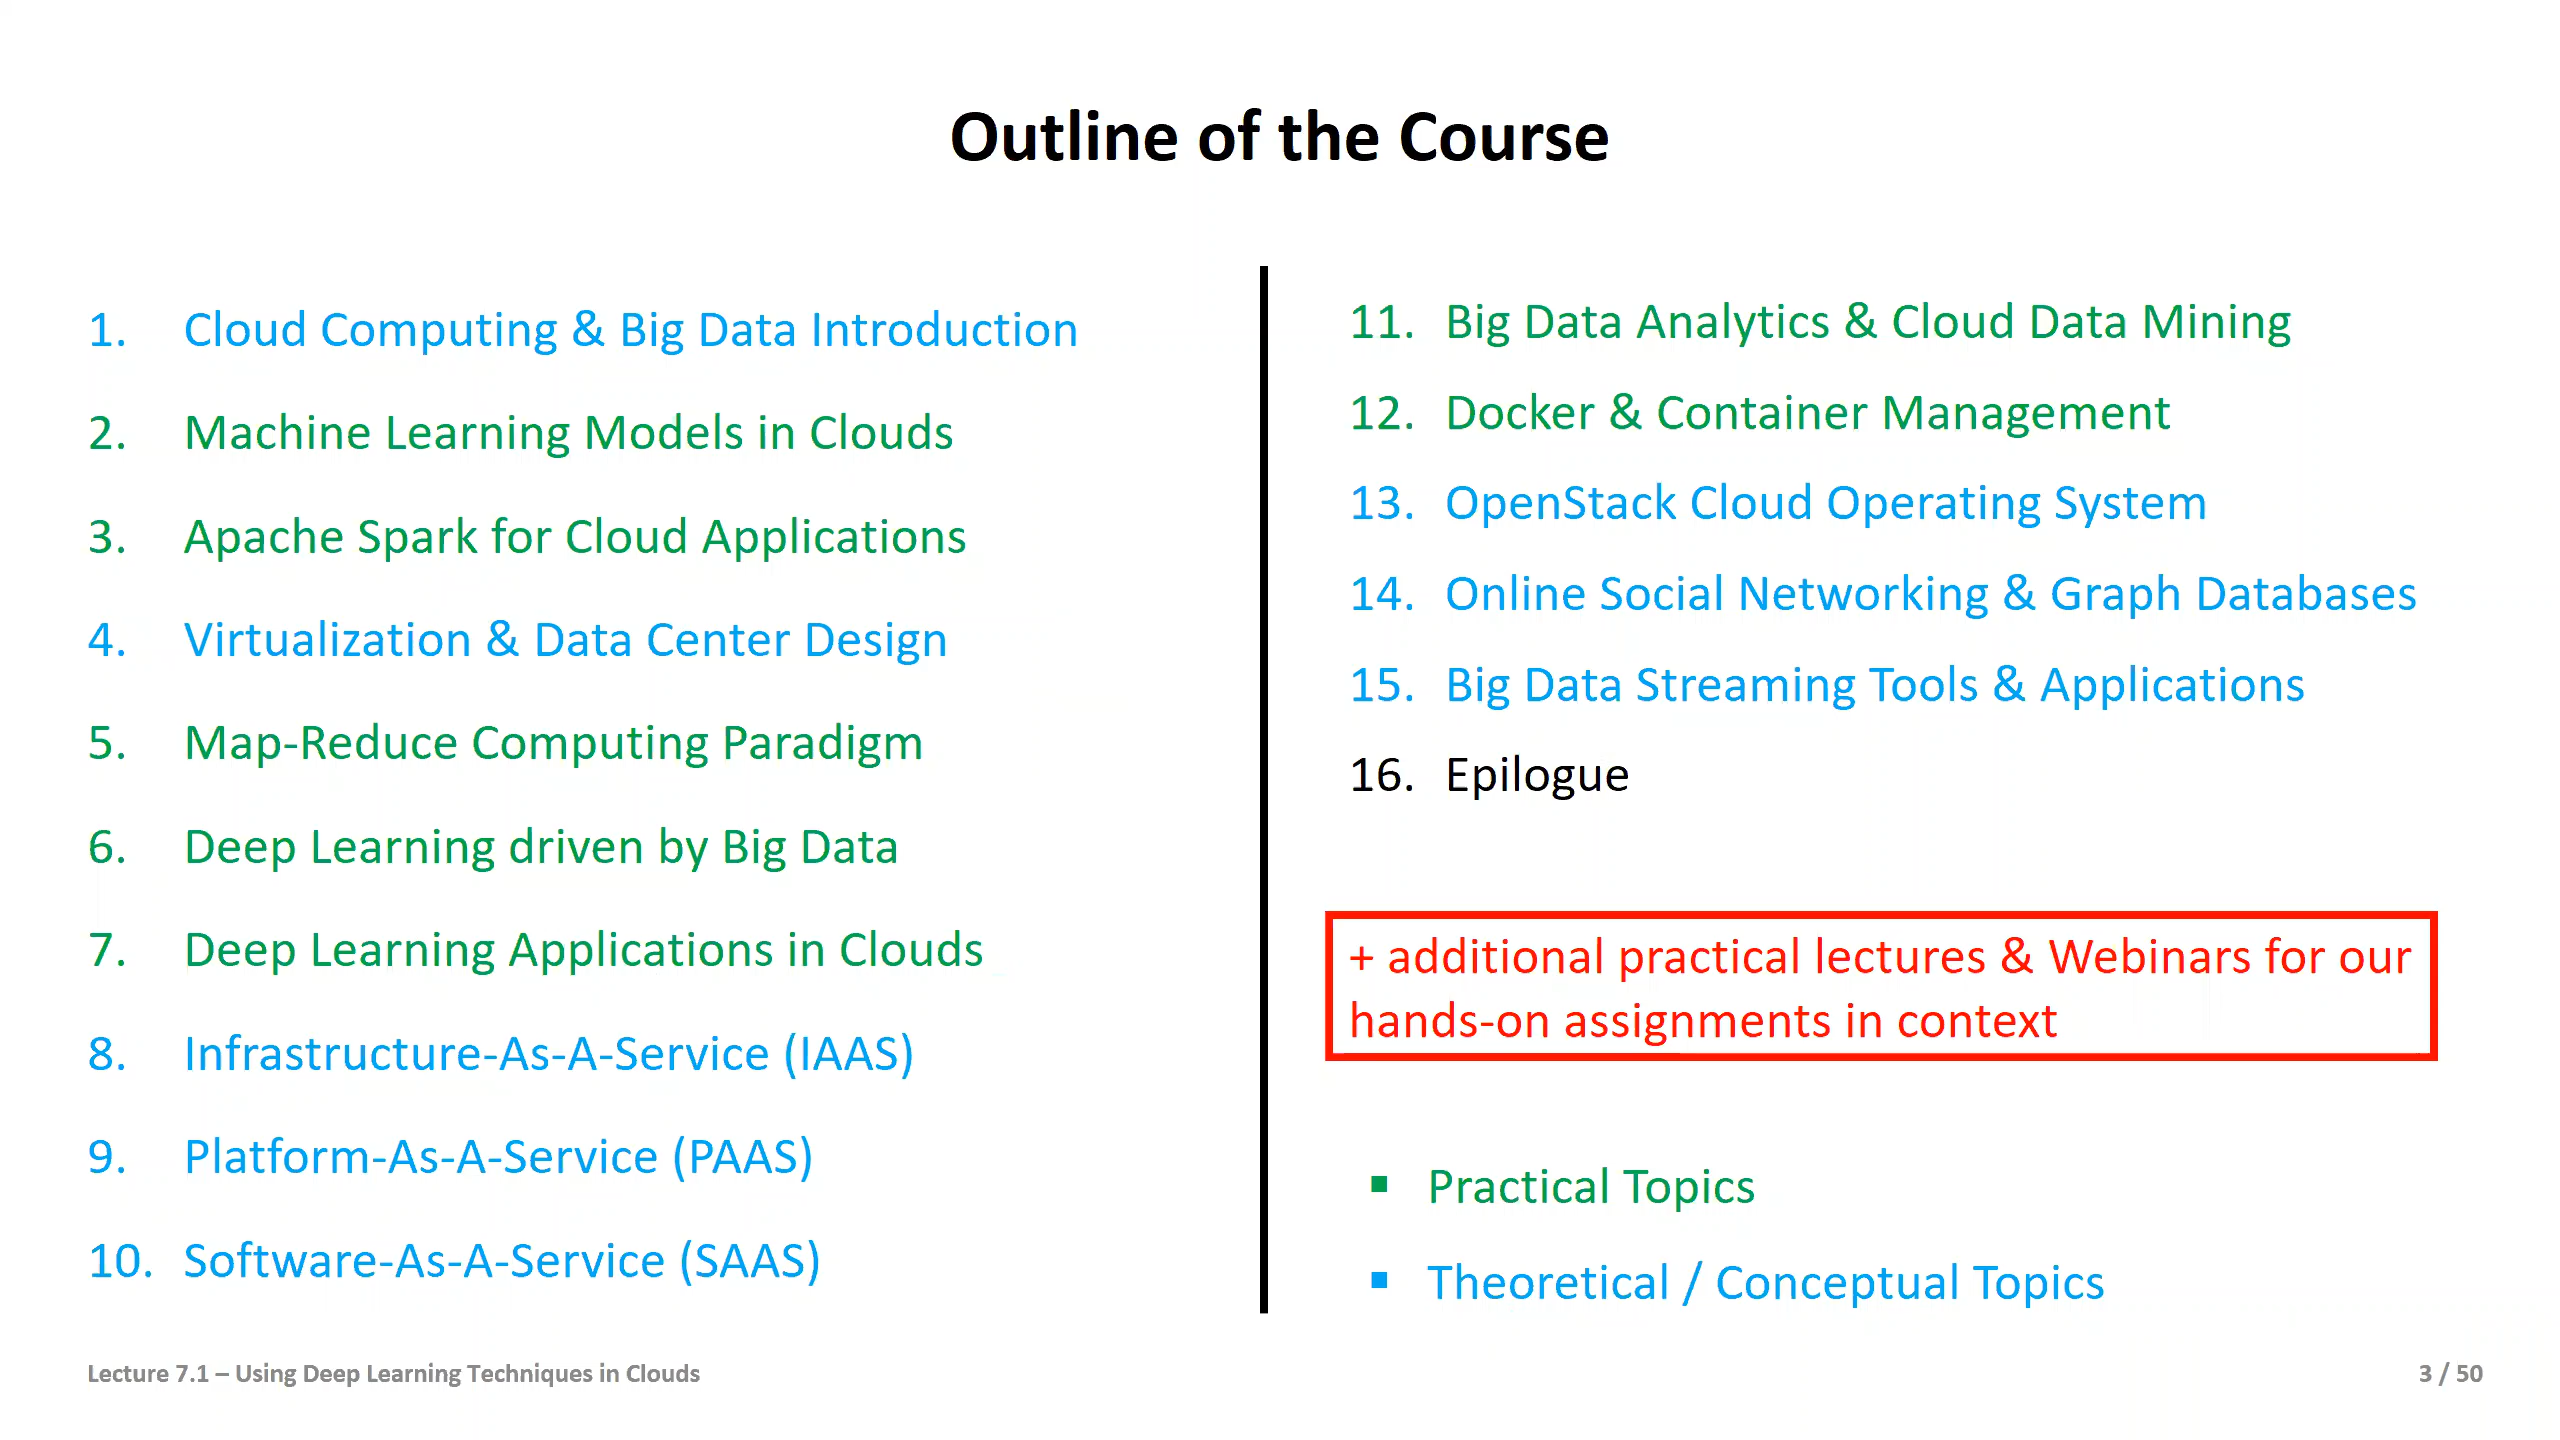 Outline of the Course
1. Cloud Computing & Big Data Introduction
2. Machine Learning Models in Clouds
3. Apache Spark for Cloud Applications
4. Virtualization & Data Center Design
5. Map-Reduce Computing Paradigm
6. Deep Learning driven by Big Data
7. Deep Learning Applications in Clouds
8. Infrastructure-As-A-Service (IAAS)
9. Platform-As-A-Service (PAAS)
10. Software-As-A-Service (SAAS)
11. Big Data Analytics & Cloud Data Mining
12. Docker & Container Management
13. OpenStack Cloud Operating System
14. Online Social Networking & Graph Databases
15. Big Data Streaming Tools & Applications
16. Epilogue
+ additional practical lectures & Webinars for our
hands-on assignments in context
▪ Practical Topics
▪ Theoretical / Conceptual Topics
Lecture 7.1 – Using Deep Learning Techniques in Clouds
3 / 50